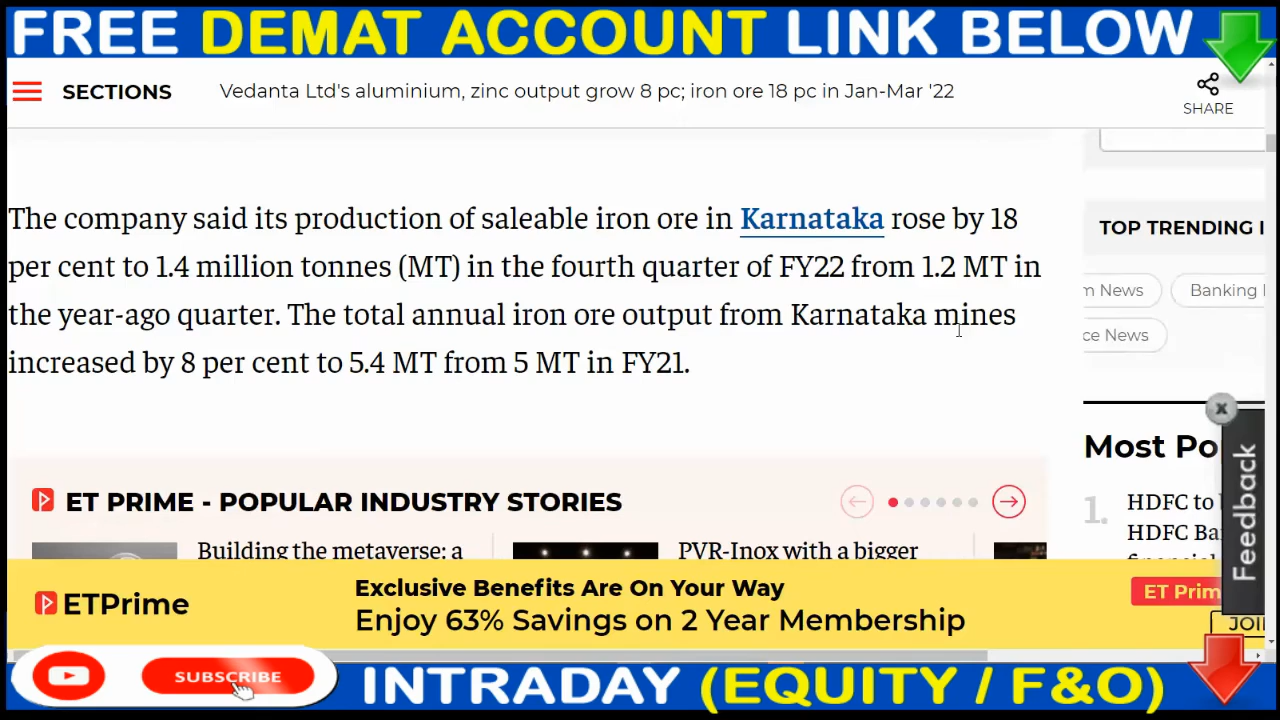 FREE DEMAT ACCOUNT LINK BELOW
SECTIONS
Vedanta Ltd's aluminium, zinc output grow 8 pc; iron ore 18 pc in Jan-Mar '22
SHARE
The company said its production of saleable iron ore in Karnataka rose by 18
per cent to 1.4 million tonnes (MT) in the fourth quarter of FY22 from 1.2 MT in
the year-ago quarter. The total annual iron ore output from Karnataka mines
increased by 8 per cent to 5.4 MT from 5 MT in FY21.
TOP TRENDING
News
Banking
News
Most
1. HDFC to
HDFC
Feedback
ET PRIME - POPULAR INDUSTRY STORIES
Building the metaverse: a
PVR-Inox with a bigger
ETPrime
Exclusive Benefits Are On Your Way
Enjoy 63% Savings on 2 Year Membership
ET
SUBSCRIBE
INTRADAY (EQUITY / F&O)